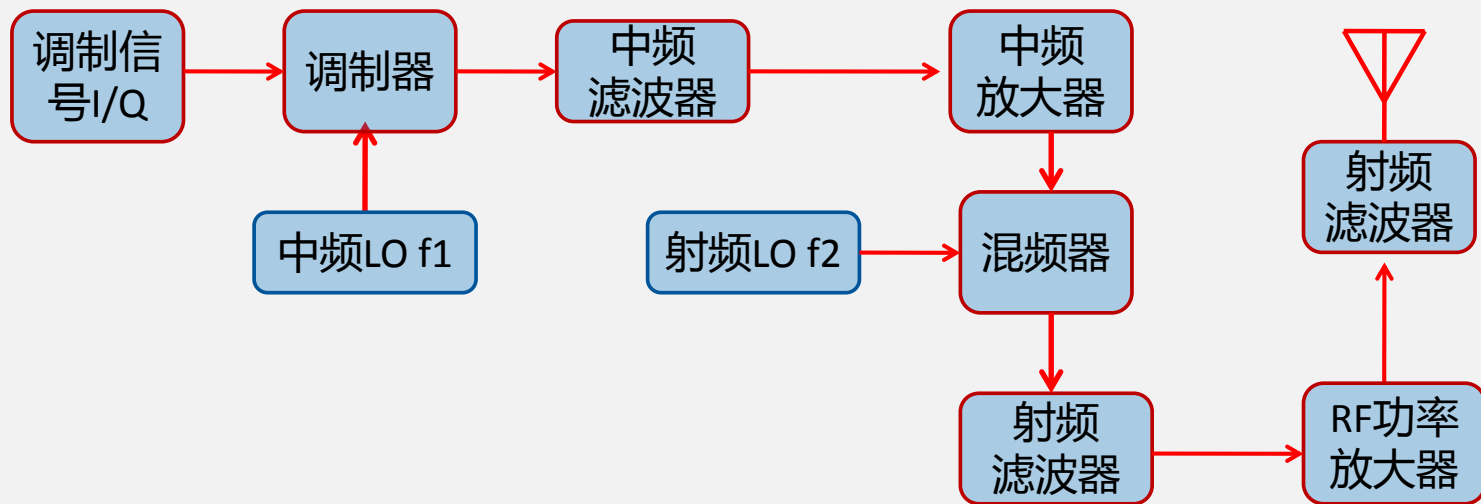 调制信
号I/Q
调制器
中频
滤波器
中频
放大器
射频
滤波器
中频LO f1
射频LO f2
混频器
射频
滤波器
RF功率
放大器